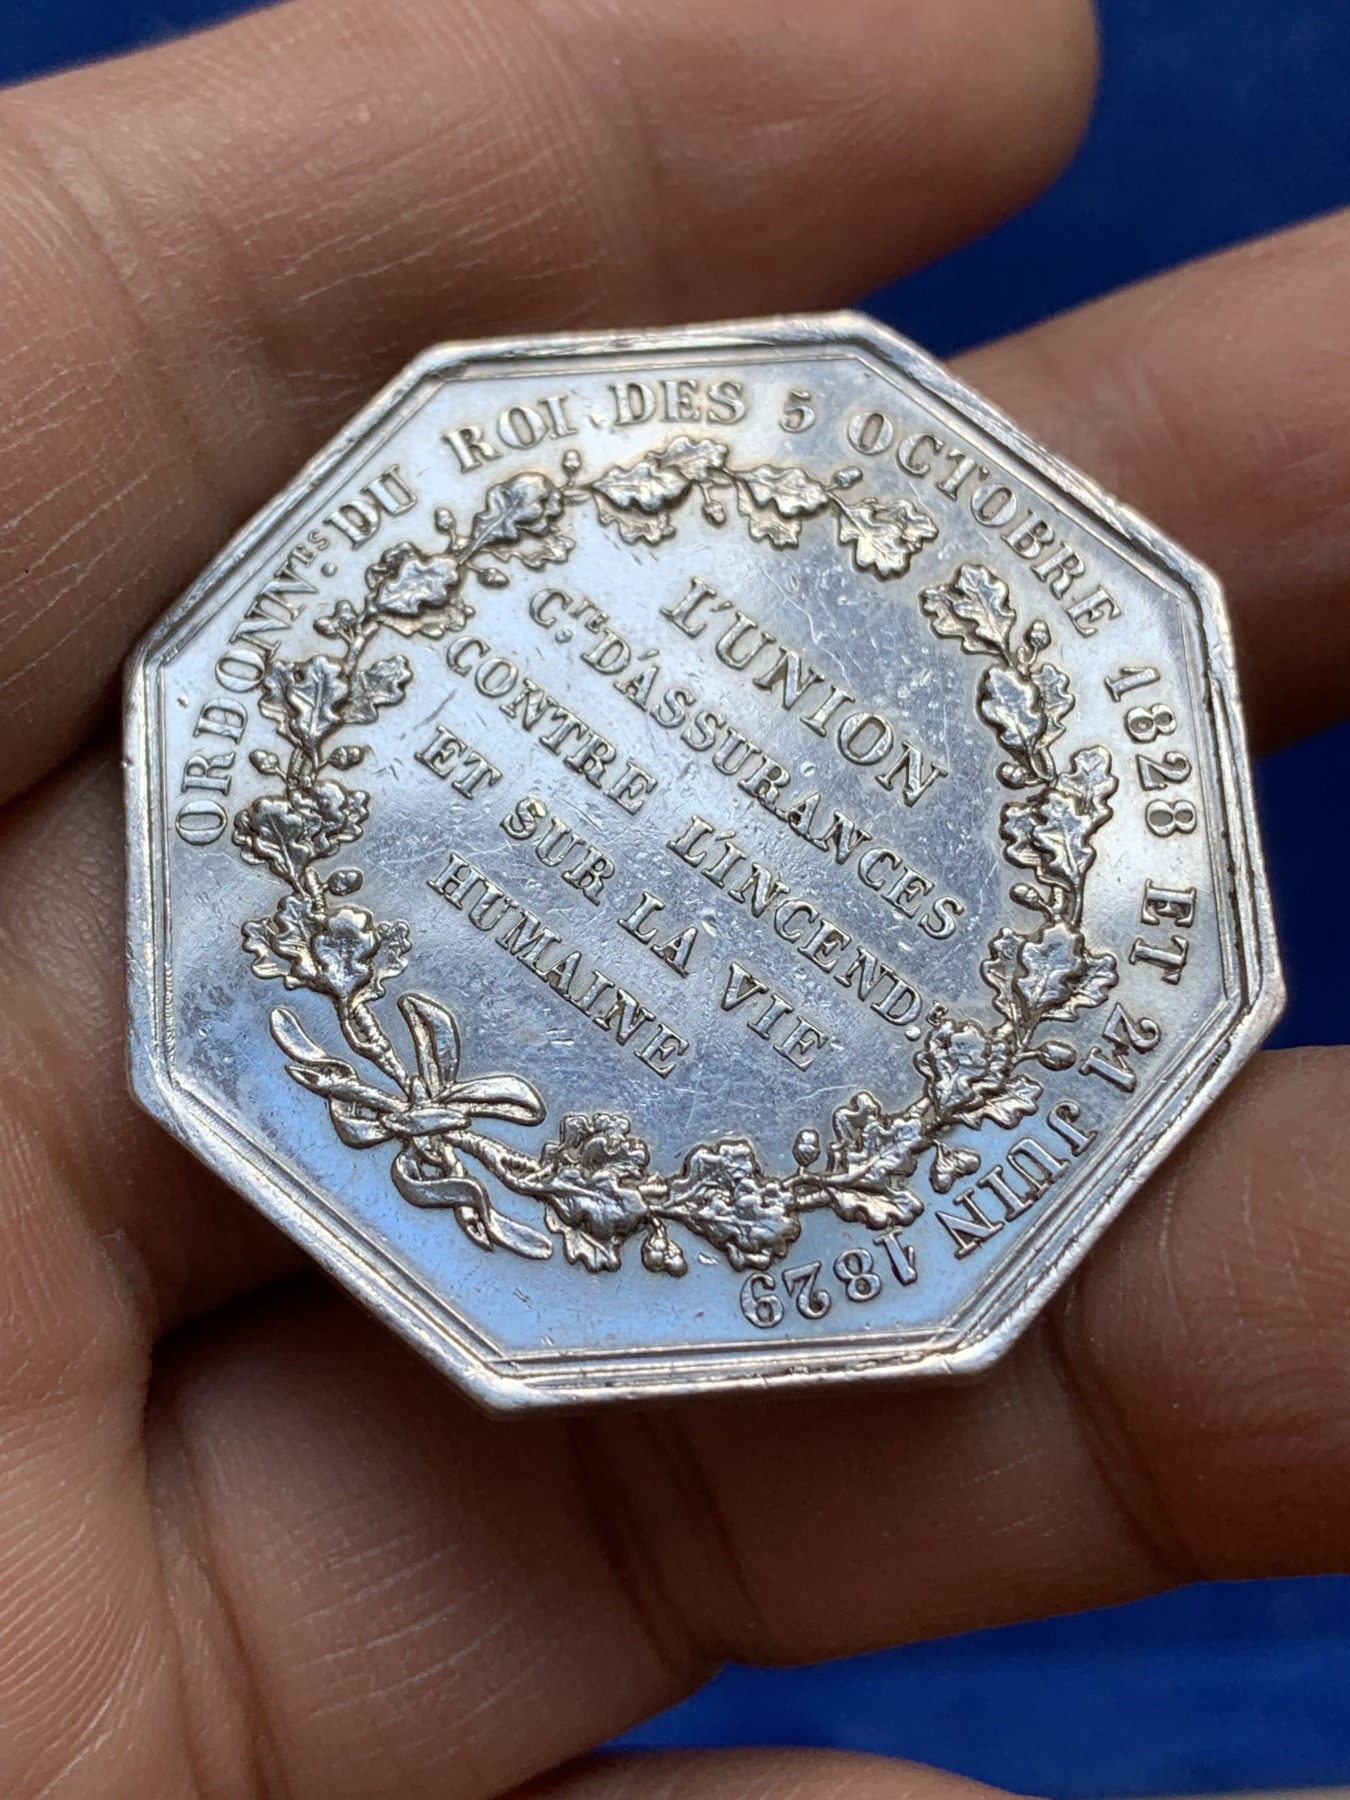 ORDONN.ES DU ROI DES 5 OCTOBRE 1828 ET 21 JUIN 1829
L'UNION
C.IE D'ASSURANCES
CONTRE L'INCEND.E
ET SUR LA VIE
HUMAINE